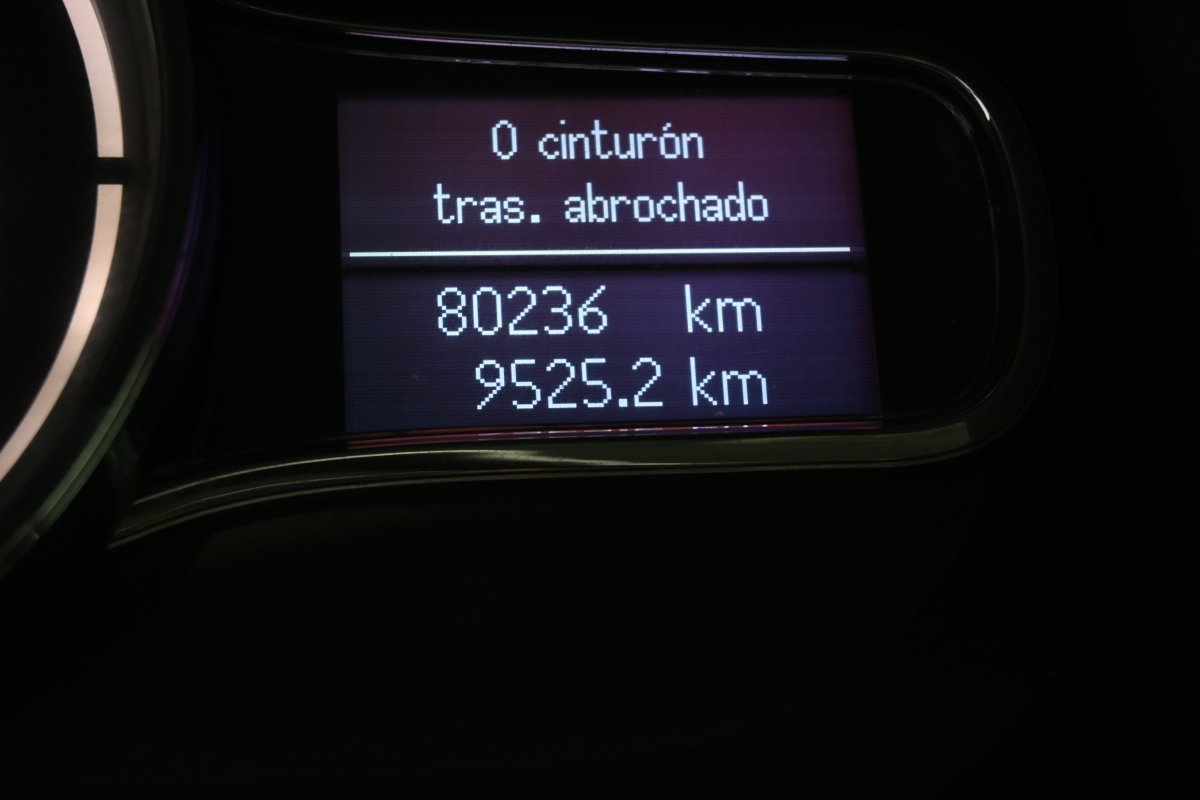 0 cinturón
tras. abrochado
80236 km
9525.2 km